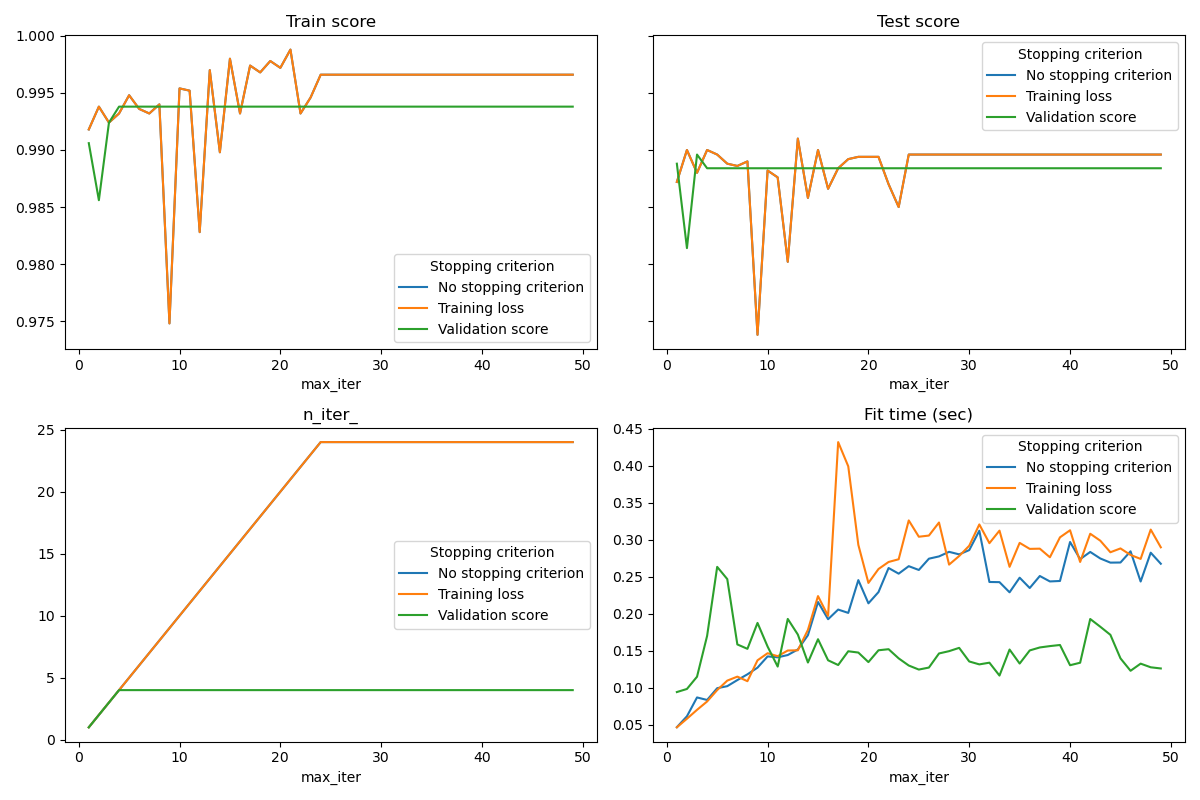 Train score
1.000
0.995
0.990
0.985
0.980
0.975
Stopping criterion
No stopping criterion
Training loss
Validation score
0 10 20 30 40 50
max_iter
Test score
Stopping criterion
No stopping criterion
Training loss
Validation score
0 10 20 30 40 50
max_iter
n_iter_
25
20
15
10
5
0
Stopping criterion
No stopping criterion
Training loss
Validation score
0 10 20 30 40 50
max_iter
Fit time (sec)
0.45
0.40
0.35
0.30
0.25
0.20
0.15
0.10
0.05
Stopping criterion
No stopping criterion
Training loss
Validation score
0 10 20 30 40 50
max_iter